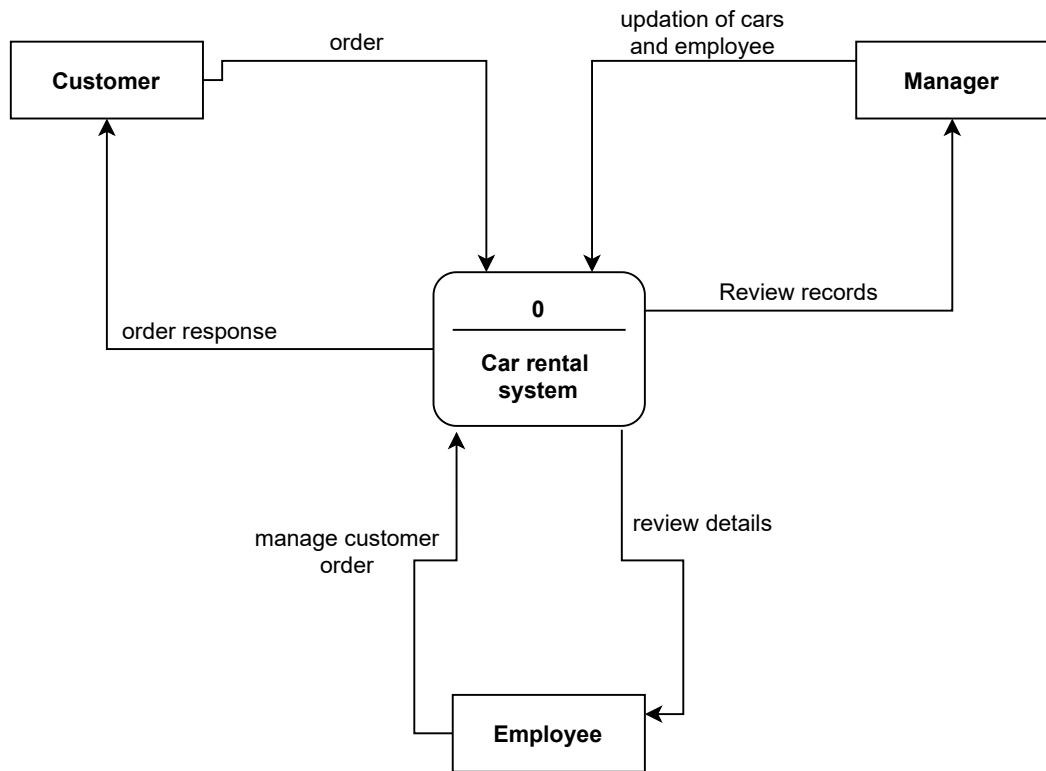 updation of cars
and employee
order
Customer
Manager
Review records
0
order response
Car rental
system
review details
manage customer
order
Employee